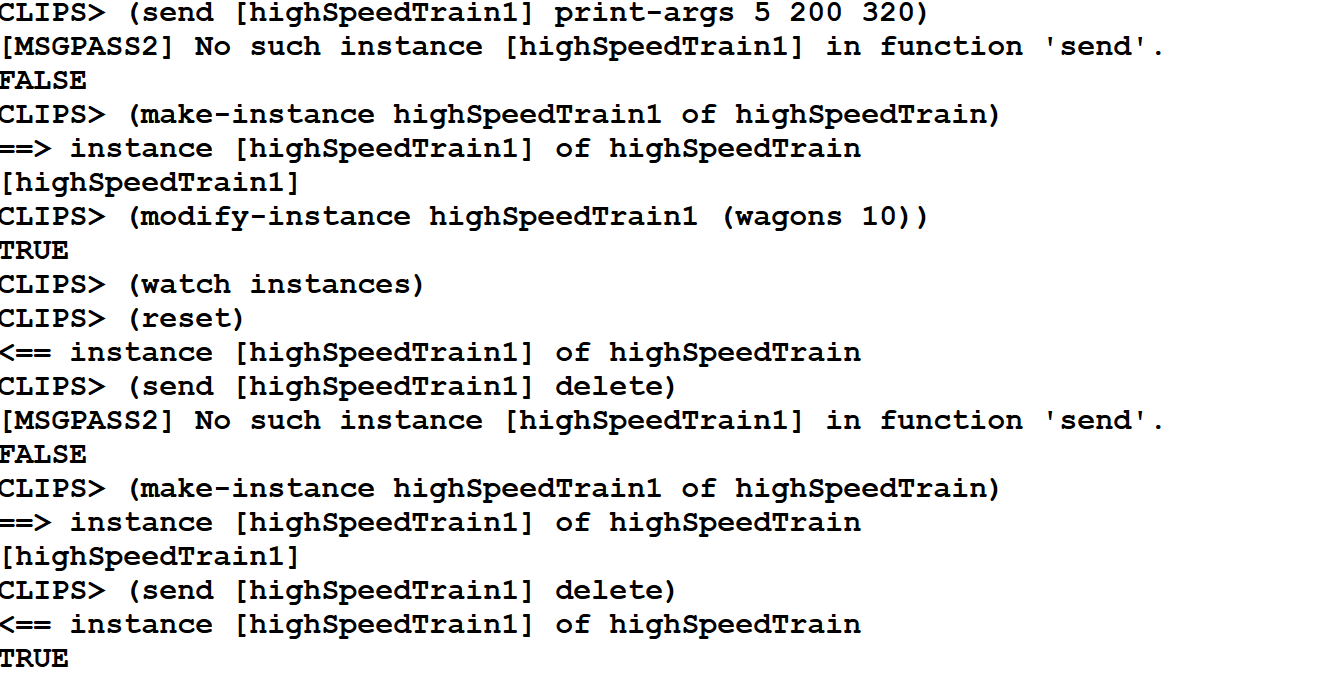 CLIPS> (send [highSpeedTrain1] print-args 5 200 320)
[MSGPASS2] No such instance [highSpeedTrain1] in function 'send'.
FALSE
CLIPS> (make-instance highSpeedTrain1 of highSpeedTrain)
==> instance [highSpeedTrain1] of highSpeedTrain
[highSpeedTrain1]
CLIPS> (modify-instance highSpeedTrain1 (wagons 10))
TRUE
CLIPS> (watch instances)
CLIPS> (reset)
<== instance [highSpeedTrain1] of highSpeedTrain
CLIPS> (send [highSpeedTrain1] delete)
[MSGPASS2] No such instance [highSpeedTrain1] in function 'send'.
FALSE
CLIPS> (make-instance highSpeedTrain1 of highSpeedTrain)
==> instance [highSpeedTrain1] of highSpeedTrain
[highSpeedTrain1]
CLIPS> (send [highSpeedTrain1] delete)
<== instance [highSpeedTrain1] of highSpeedTrain
TRUE